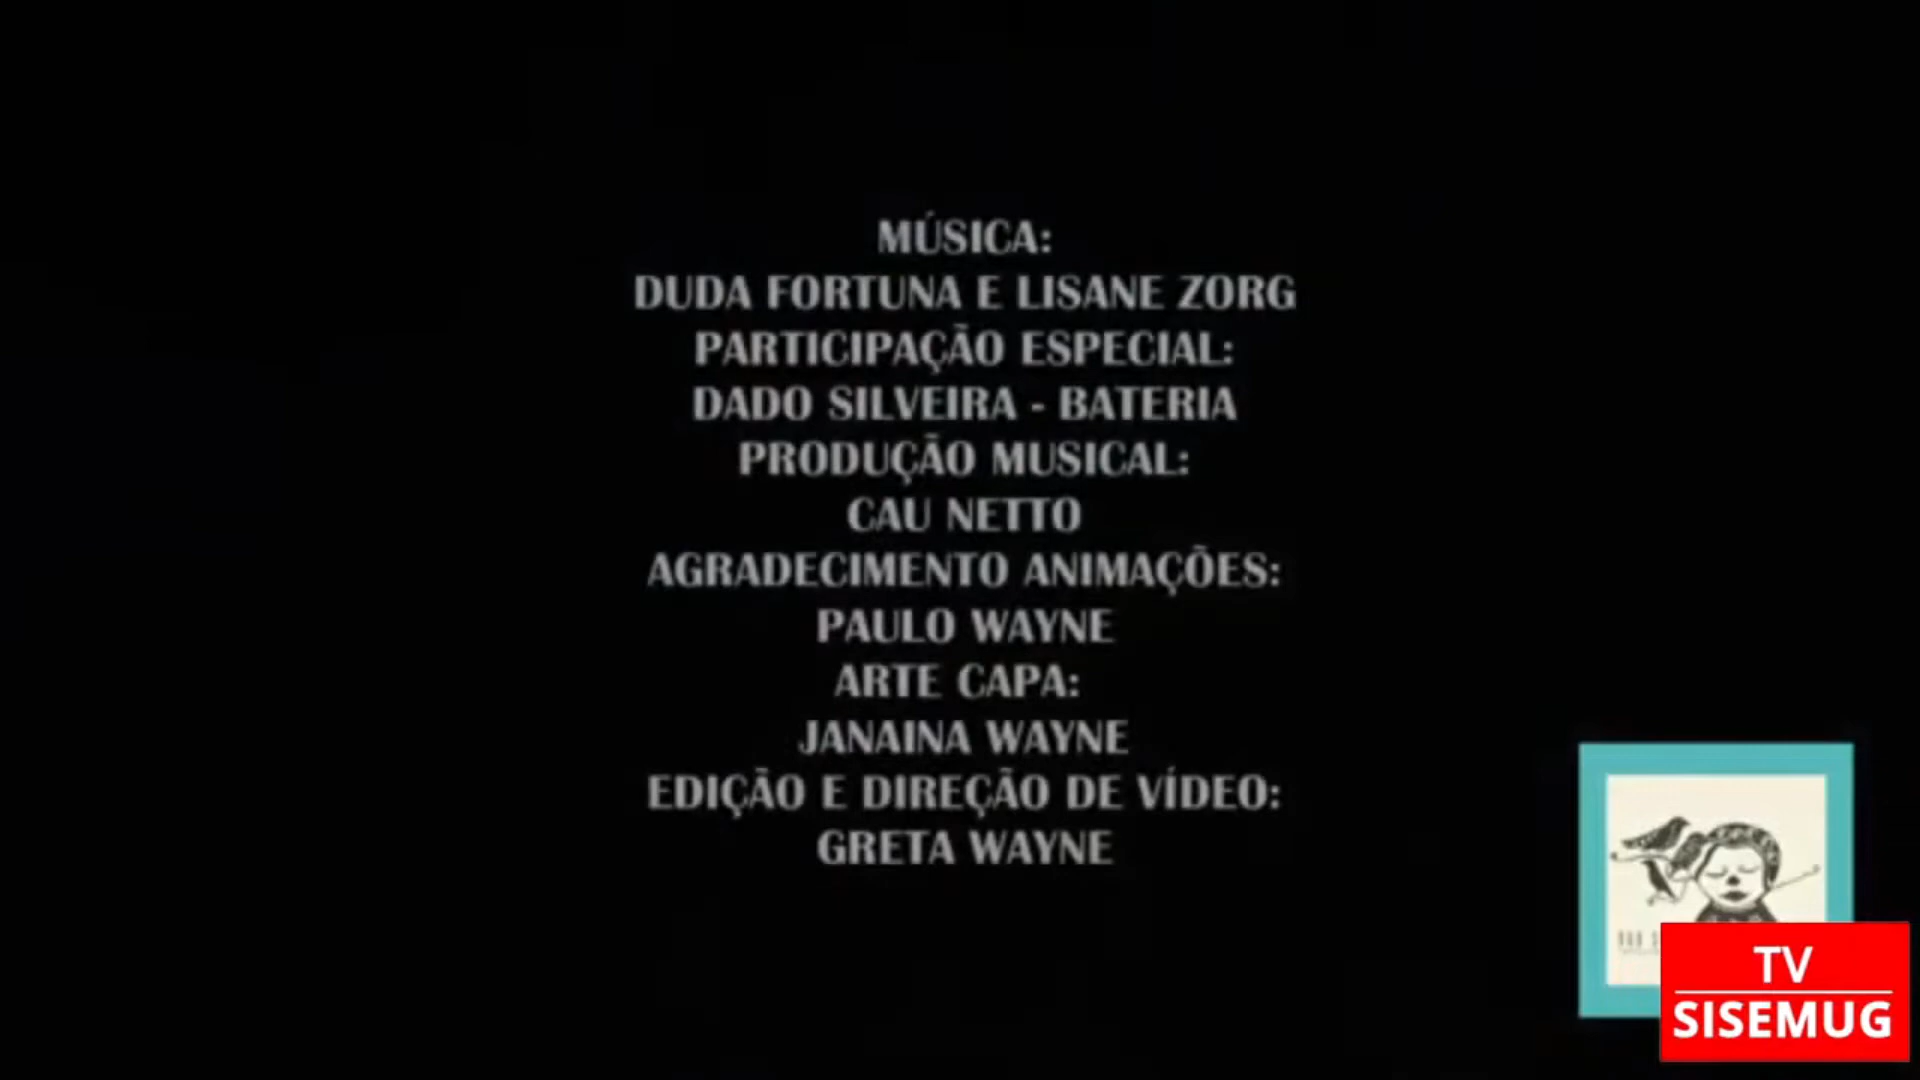 MÚSICA:
DUDA FORTUNA E LISANE ZORG
PARTICIPAÇÃO ESPECIAL:
DADO SILVEIRA - BATERIA
PRODUÇÃO MUSICAL:
CAU NETTO
AGRADECIMENTO ANIMAÇÕES:
PAULO WAYNE
ARTE CAPA:
JANAINA WAYNE
EDIÇÃO E DIREÇÃO DE VÍDEO:
GRETA WAYNE
TV
SISEMUG